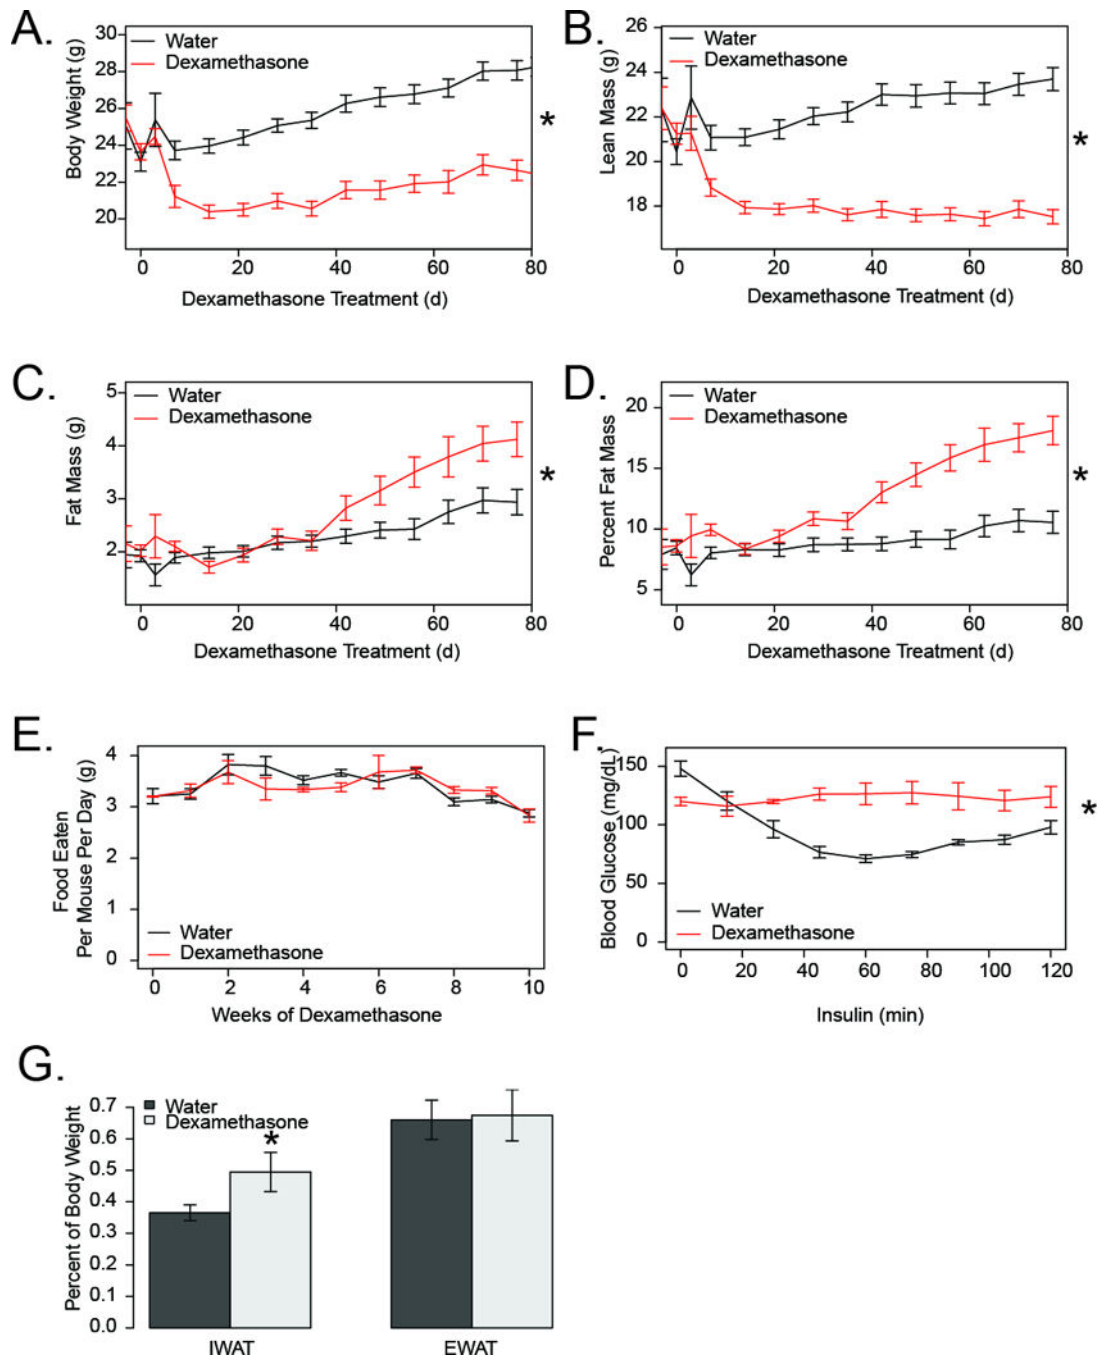 A.
Body Weight (g)
30
28
26
24
22
20
Water
Dexamethasone
*
0 20 40 60 80
Dexamethasone Treatment (d)
B.
Lean Mass (g)
26
24
22
20
18
Water
Dexamethasone
*
0 20 40 60 80
Dexamethasone Treatment (d)
C.
Fat Mass (g)
5
4
3
2
Water
Dexamethasone
*
0 20 40 60 80
Dexamethasone Treatment (d)
D.
Percent Fat Mass
20
15
10
5
Water
Dexamethasone
*
0 20 40 60 80
Dexamethasone Treatment (d)
E.
Food Eaten
Per Mouse Per Day (g)
4
3
3
1
0
Water
Dexamethasone
0 2 4 6 8 10
Weeks of Dexamethasone
F.
Blood Glucose (mg/dL)
150
100
50
0
Water
Dexamethasone
*
0 20 40 60 80 100 120
Insulin (min)
G.
Percent of Body Weight
0.7
0.6
0.5
0.4
0.3
0.2
0.1
0.0
Water
Dexamethasone
*
IWAT EWAT